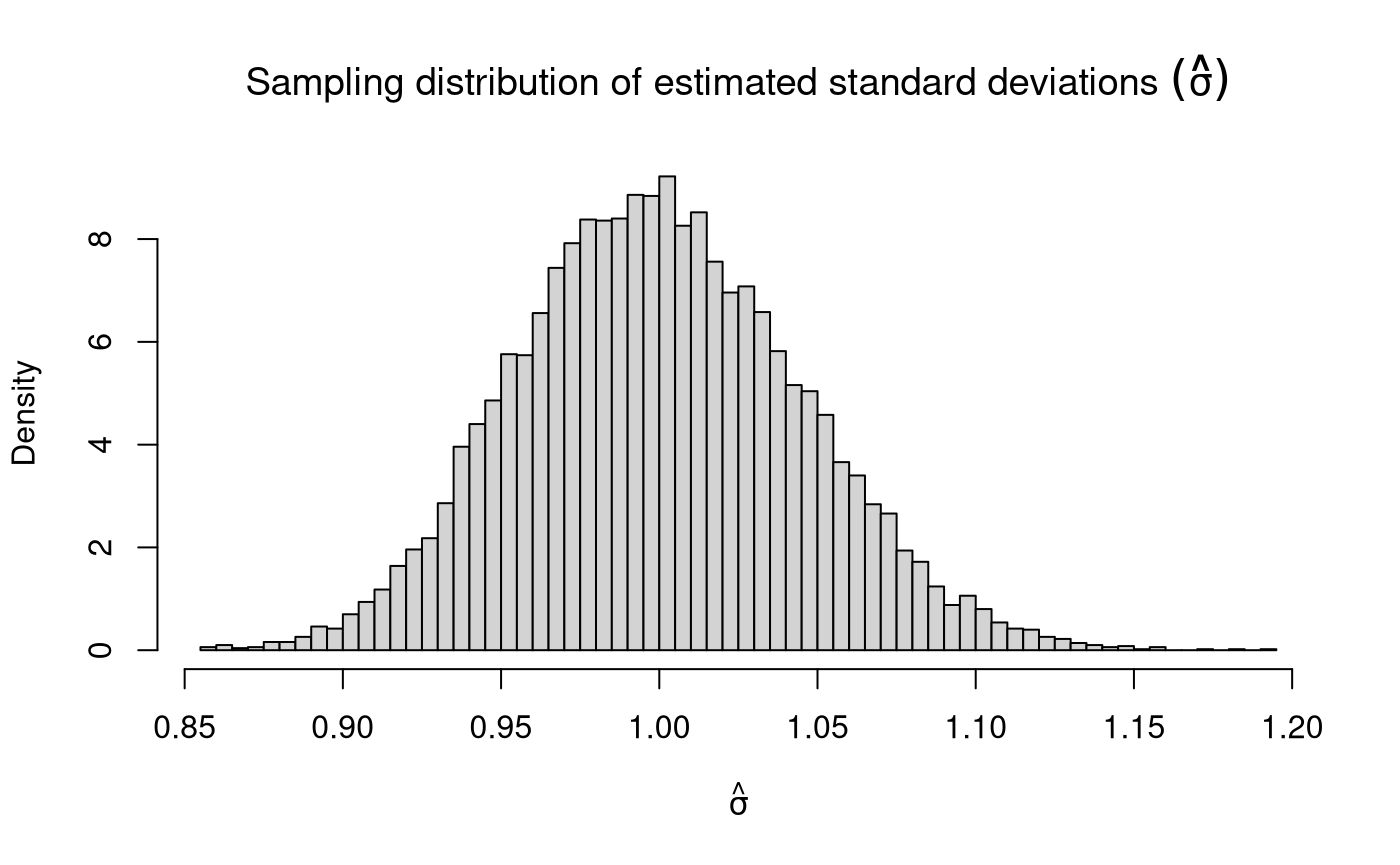 Sampling distribution of estimated standard deviations (σ̂)
Density
8
6
4
2
0
0.85 0.90 0.95 1.00 1.05 1.10 1.15 1.20
σ̂